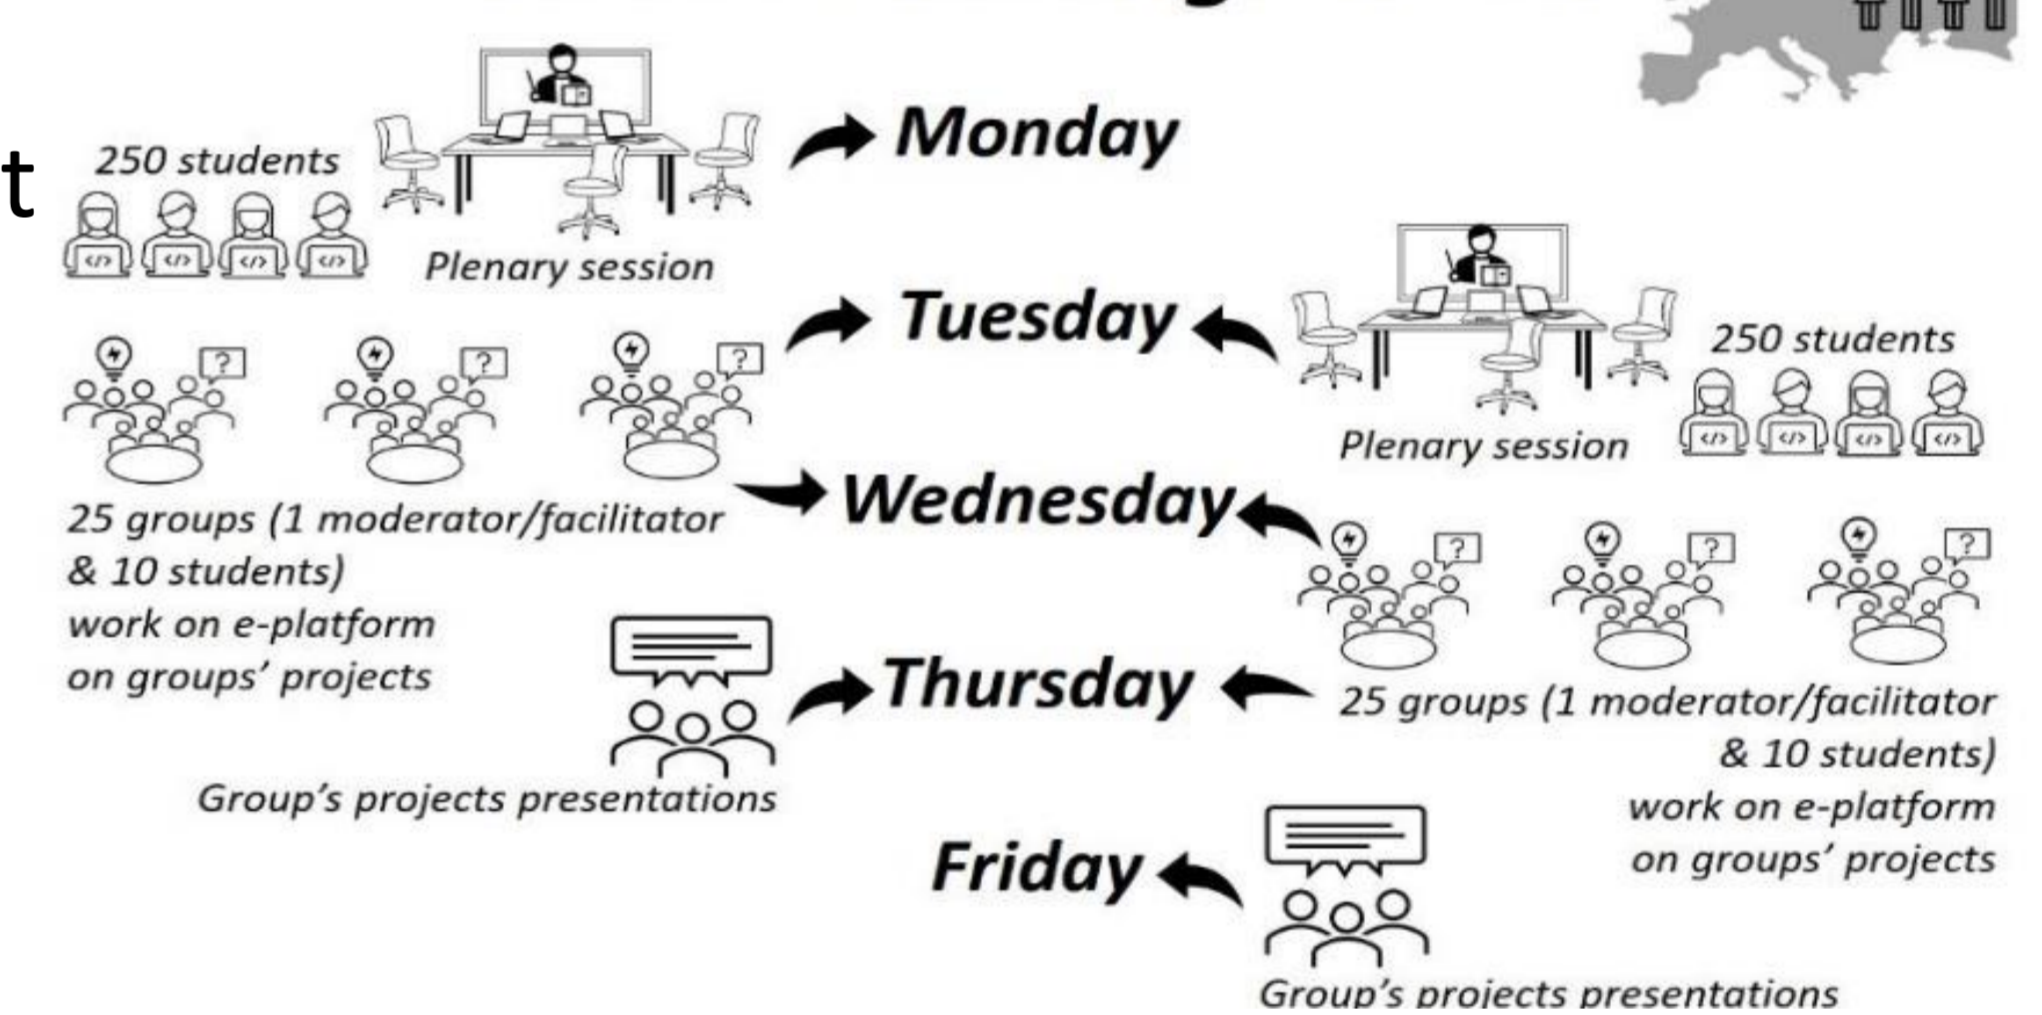 t
250 students
Plenary session
Monday
Tuesday
250 students
Plenary session
25 groups (1 moderator/facilitator
& 10 students)
work on e-platform
on groups’ projects
Wednesday
Thursday
25 groups (1 moderator/facilitator
& 10 students)
work on e-platform
on groups’ projects
Group’s projects presentations
Friday
Group’s projects presentations